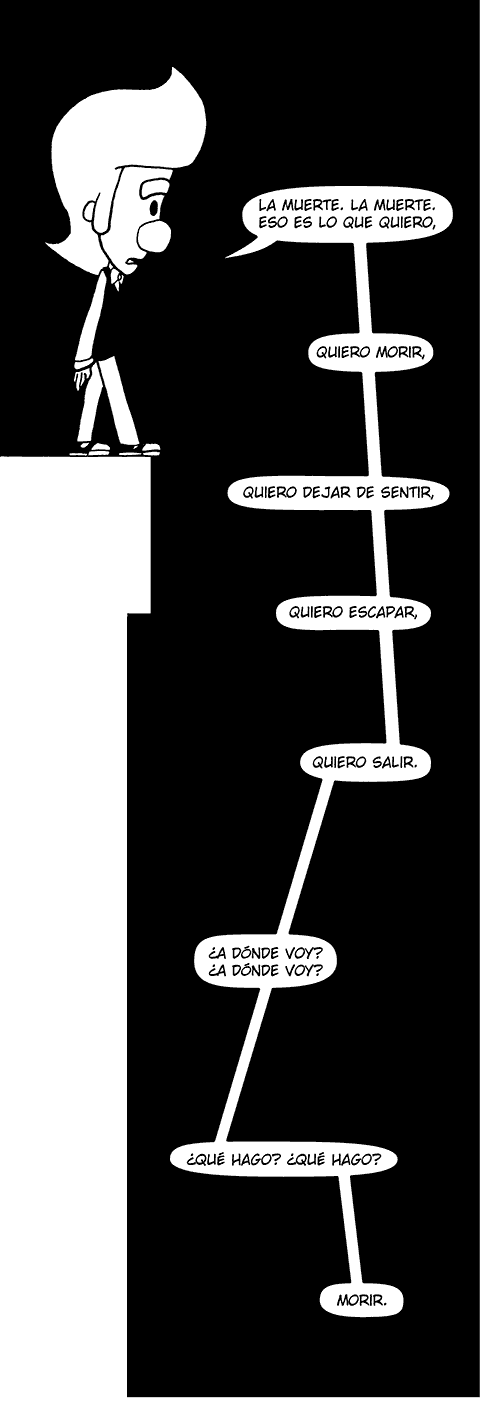 LA MUERTE. LA MUERTE.
ESO ES LO QUE QUIERO,
QUIERO MORIR,
QUIERO DEJAR DE SENTIR,
QUIERO ESCAPAR,
QUIERO SALIR.
¿A DÓNDE VOY?
¿A DÓNDE VOY?
¿QUÉ HAGO? ¿QUÉ HAGO?
MORIR.